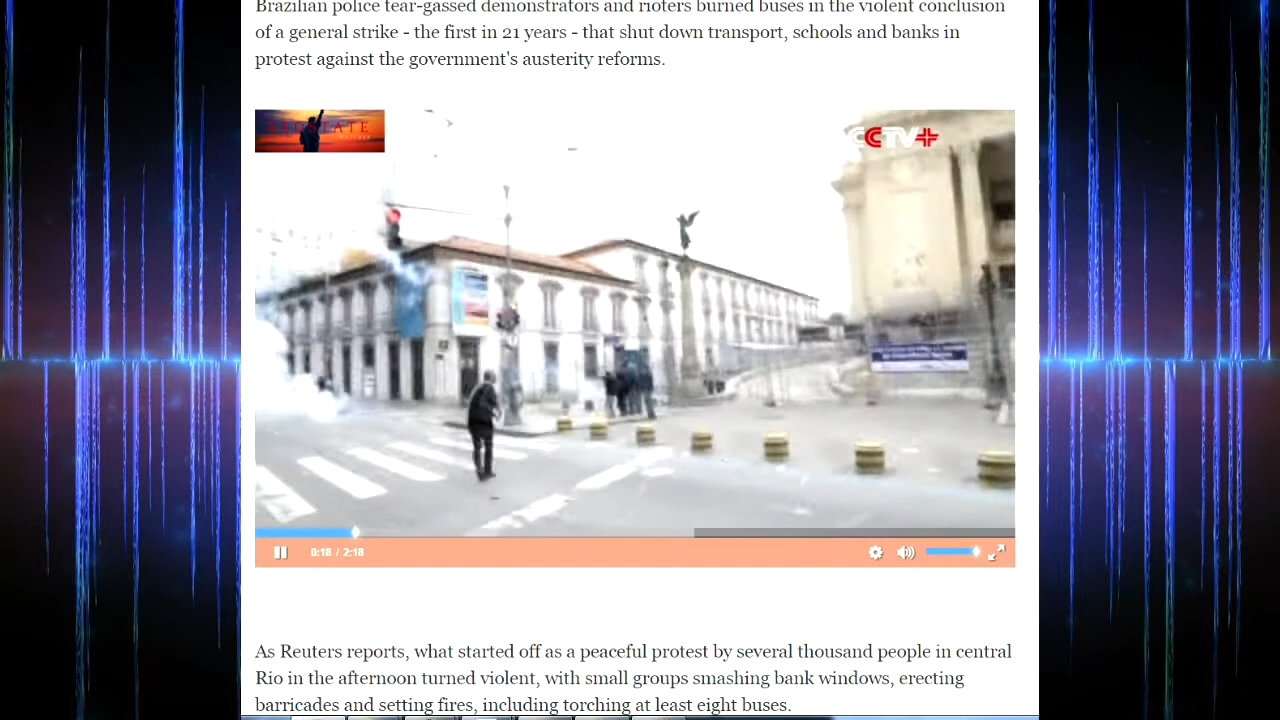 Brazilian police tear-gassed demonstrators and rioters burned buses in the violent conclusion
of a general strike - the first in 21 years - that shut down transport, schools and banks in
protest against the government's austerity reforms.
CCTV+
0:18 / 2:18
As Reuters reports, what started off as a peaceful protest by several thousand people in central
Rio in the afternoon turned violent, with small groups smashing bank windows, erecting
barricades and setting fires, including torching at least eight buses.